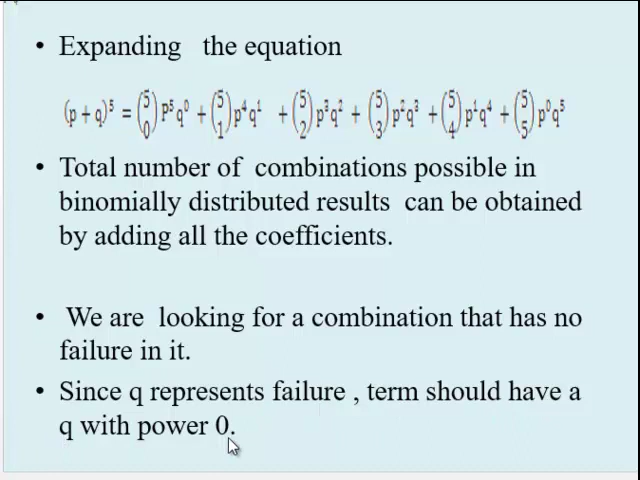 • Expanding the equation
(p + q)⁵ = (5 0) P⁵q⁰ + (5 1) p⁴q¹ + (5 2) p³q² + (5 3) p²q³ + (5 4) p¹q⁴ + (5 5) p⁰q⁵
• Total number of combinations possible in
binomially distributed results can be obtained
by adding all the coefficients.
• We are looking for a combination that has no
failure in it.
• Since q represents failure , term should have a
q with power 0.